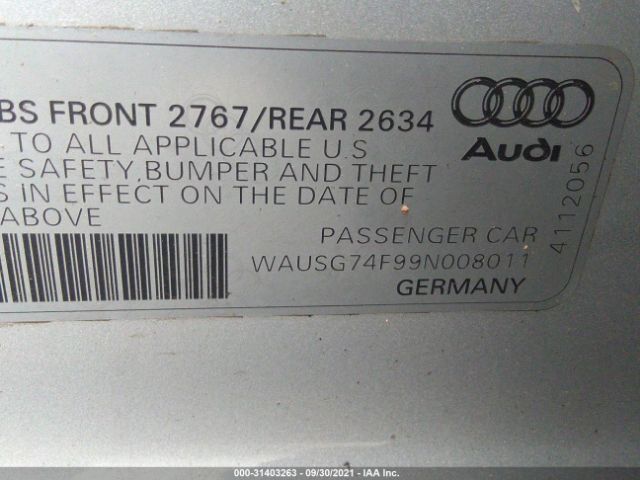 BS FRONT 2767/REAR 2634
TO ALL APPLICABLE U.S
SAFETY,BUMPER AND THEFT
IN EFFECT ON THE DATE OF
ABOVE
PASSENGER CAR
WAUSG74F99N008011
GERMANY
Audi
4112056
000-31403263 - 09/30/2021 - IAA Inc.